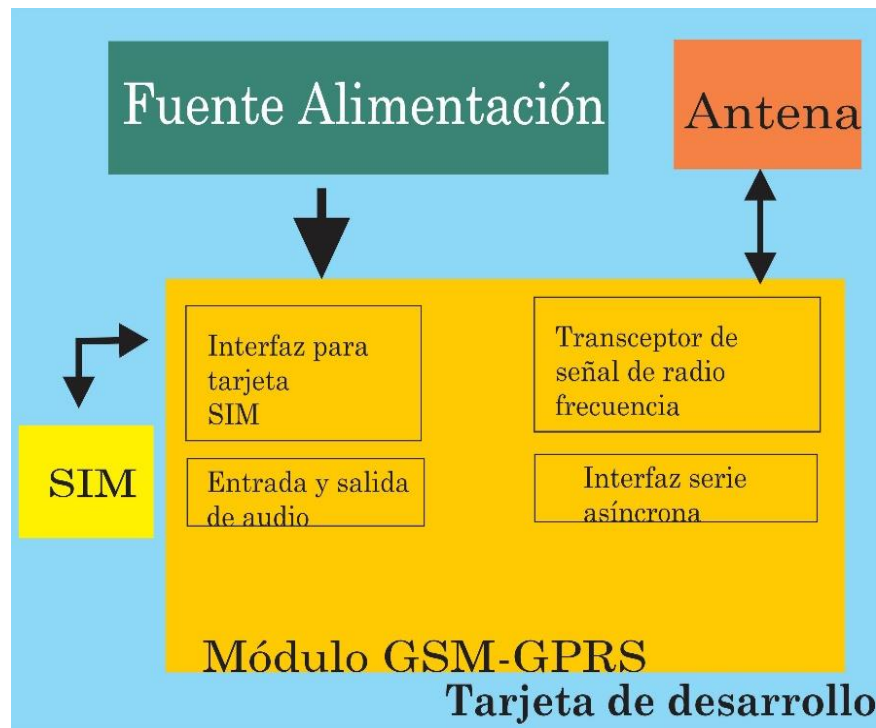 Fuente Alimentación
Antena
Interfaz para
tarjeta
SIM
Transceptor de
señal de radio
frecuencia
SIM
Entrada y salida
de audio
Interfaz serie
asíncrona
Módulo GSM-GPRS
Tarjeta de desarrollo